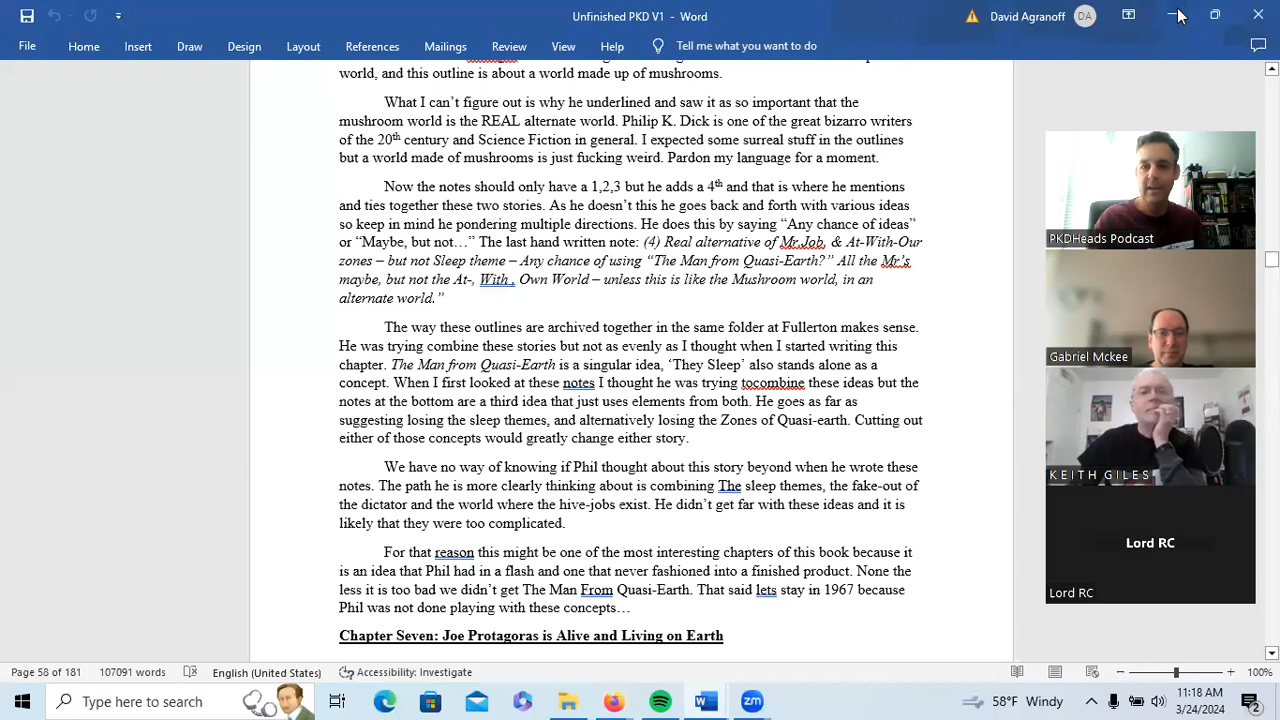 Unfinished PKD V1 - Word
David Agranoff
DA
File
Home
Insert
Draw
Design
Layout
References
Mailings
Review
View
Help
Tell me what you want to do
world, and this outline is about a world made up of mushrooms.
What I can't figure out is why he underlined and saw it as so important that the
mushroom world is the REAL alternate world. Philip K. Dick is one of the great bizarro writers
of the 20th century and Science Fiction in general. I expected some surreal stuff in the outlines
but a world made of mushrooms is just fucking weird. Pardon my language for a moment.
Now the notes should only have a 1,2,3 but he adds a 4th and that is where he mentions
and ties together these two stories. As he doesn't this he goes back and forth with various ideas
so keep in mind he pondering multiple directions. He does this by saying “Any chance of ideas”
or “Maybe, but not…” The last hand written note: (4) Real alternative of Mr.Job, & At-With-Our
zones – but not Sleep theme – Any chance of using “The Man from Quasi-Earth?” All the Mr's
maybe, but not the At-, With , Own World – unless this is like the Mushroom world, in an
alternate world.”
The way these outlines are archived together in the same folder at Fullerton makes sense.
He was trying combine these stories but not as evenly as I thought when I started writing this
chapter. The Man from Quasi-Earth is a singular idea, ‘They Sleep’ also stands alone as a
concept. When I first looked at these notes I thought he was trying tocombine these ideas but the
notes at the bottom are a third idea that just uses elements from both. He goes as far as
suggesting losing the sleep themes, and alternatively losing the Zones of Quasi-earth. Cutting out
either of those concepts would greatly change either story.
We have no way of knowing if Phil thought about this story beyond when he wrote these
notes. The path he is more clearly thinking about is combining The sleep themes, the fake-out of
the dictator and the world where the hive-jobs exist. He didn't get far with these ideas and it is
likely that they were too complicated.
For that reason this might be one of the most interesting chapters of this book because it
is an idea that Phil had in a flash and one that never fashioned into a finished product. None the
less it is too bad we didn't get The Man From Quasi-Earth. That said lets stay in 1967 because
Phil was not done playing with these concepts…
Chapter Seven: Joe Protagoras is Alive and Living on Earth
PKDHeads Podcast
Gabriel Mckee
KEITH GILES
Lord RC
Lord RC
Page 58 of 181
107091 words
English (United States)
Accessibility: Investigate
100%
Type here to search
58°F Windy
11:18 AM
3/24/2024
2